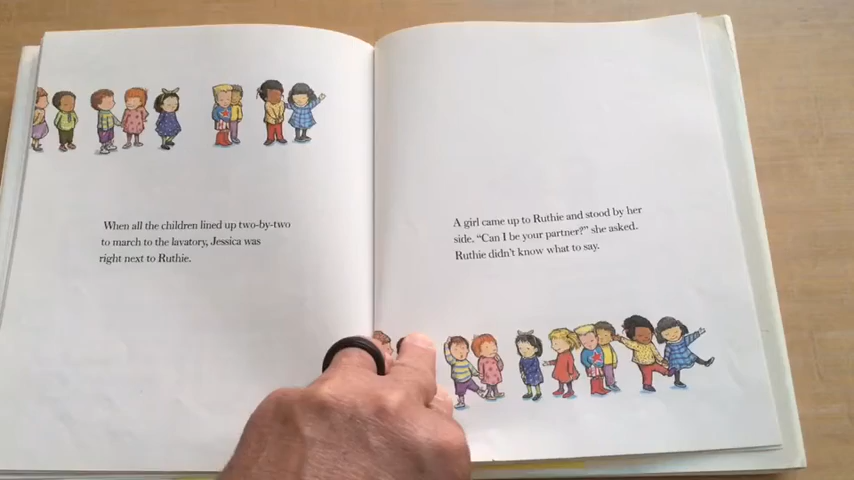 When all the children lined up two-by-two
to march to the lavatory, Jessica was
right next to Ruthie.
A girl came up to Ruthie and stood by her
side. “Can I be your partner?” she asked.
Ruthie didn’t know what to say.